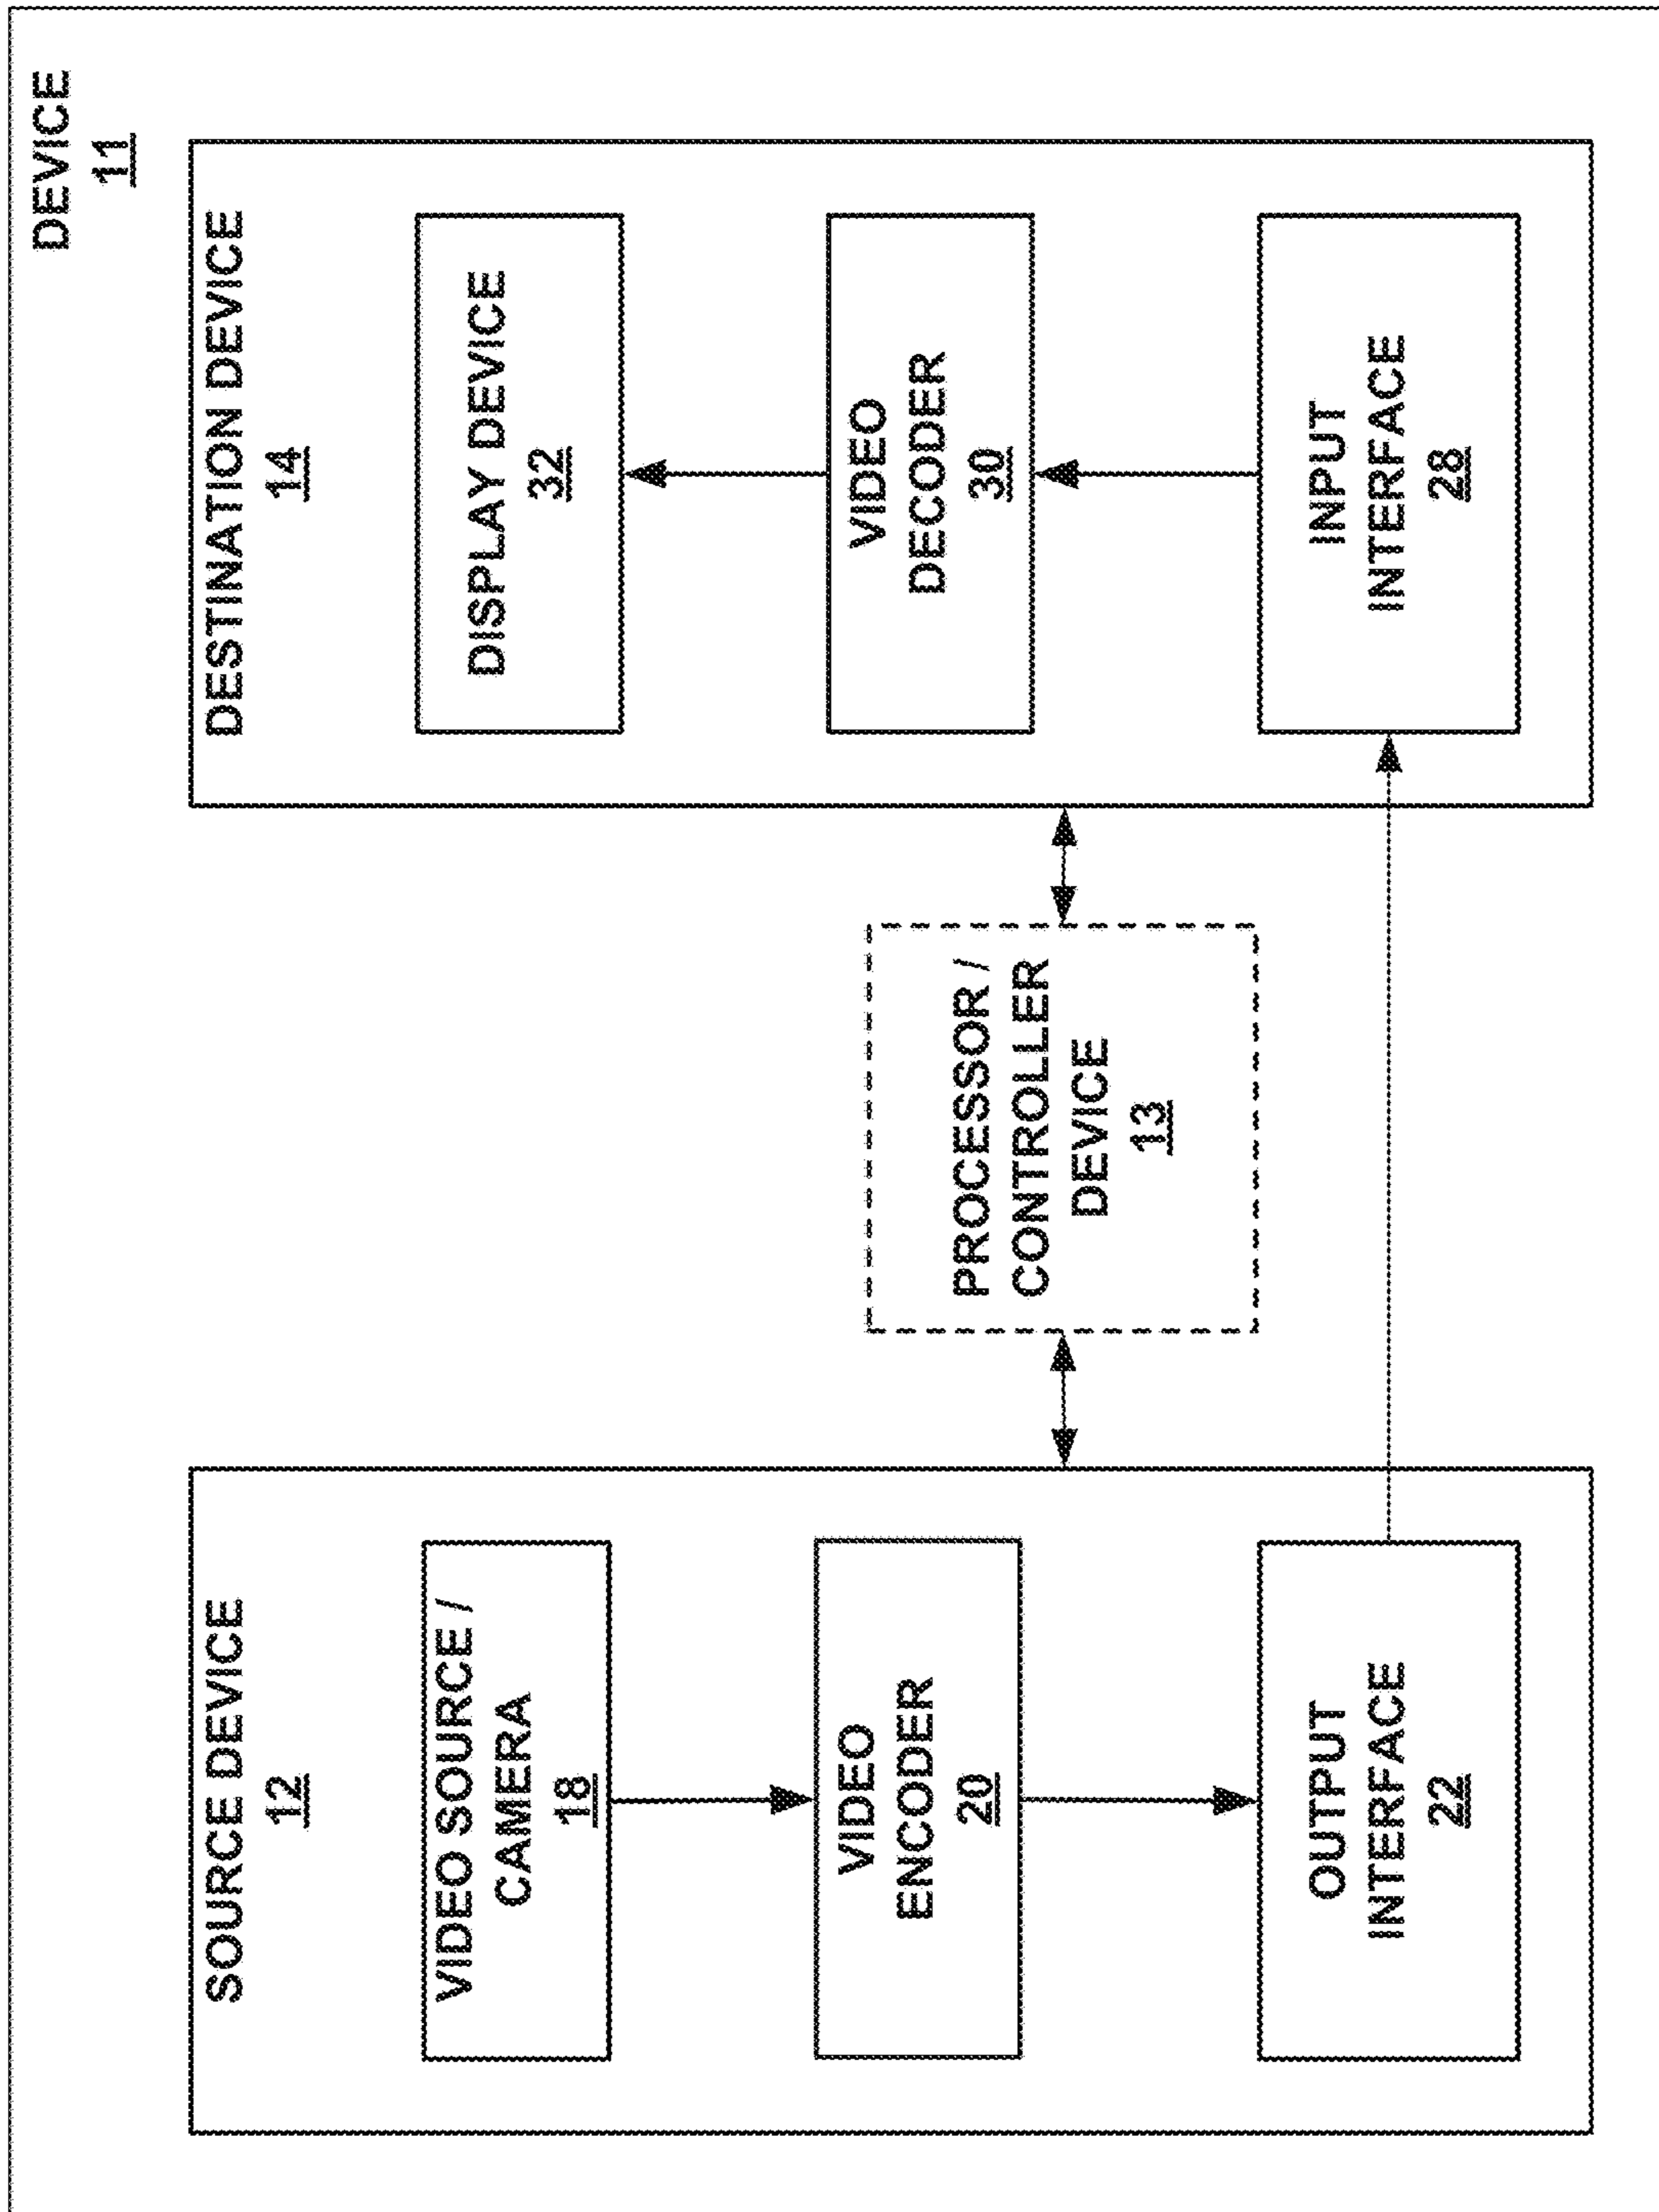 DEVICE
11
SOURCE DEVICE
12
VIDEO SOURCE /
CAMERA
18
VIDEO
ENCODER
20
OUTPUT
INTERFACE
22
PROCESSOR /
CONTROLLER
DEVICE
13
DESTINATION DEVICE
14
DISPLAY DEVICE
32
VIDEO
DECODER
30
INPUT
INTERFACE
28